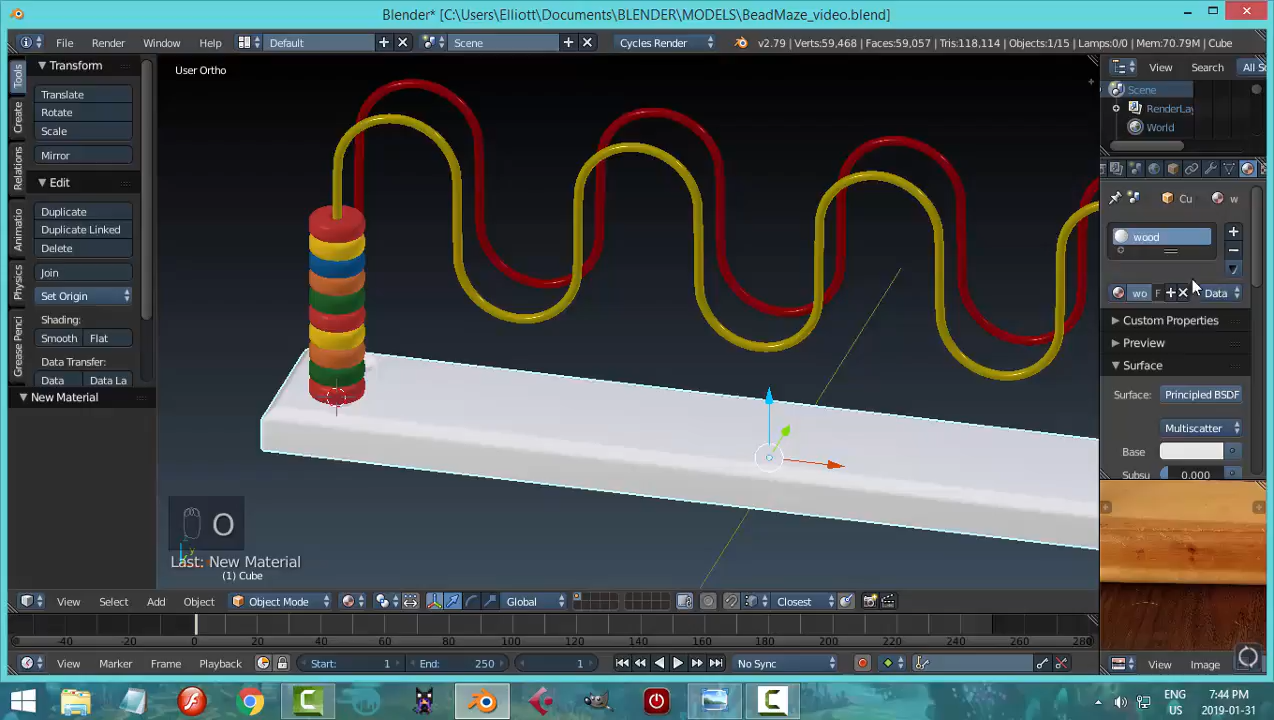 Blender* [C:\Users\Elliott\Documents\BLENDER\MODELS\BeadMaze_video.blend]
File Render Window Help Default Scene Cycles Render v2.79 | Verts:59,468 | Faces:59,057 | Tris:118,114 | Objects:1/15 | Lamps:0/0 | Mem:70.79M | Cube
Tools
Create
Relations
Animatio
Physics
Grease Penci
Transform
Translate
Rotate
Scale
Mirror
Edit
Duplicate
Duplicate Linked
Delete
Join
Set Origin
Shading:
Smooth Flat
Data Transfer:
Data Data La
New Material
User Ortho
O
Last: New Material
(1) Cube
View Select Add Object Object Mode Global Closest
View Search All S
Scene
RenderLa
World
Cu w
wood
wo F Data
Custom Properties
Preview
Surface
Surface: Principled BSDF
Multiscatter
Base
Subsu 0.000
View Image
-40 -20 0 20 40 60 80 100 120 140 160 180 200 220 240 260 280
View Marker Frame Playback Start: 1 End: 250 1 No Sync
ENG 7:44 PM
US 2019-01-31